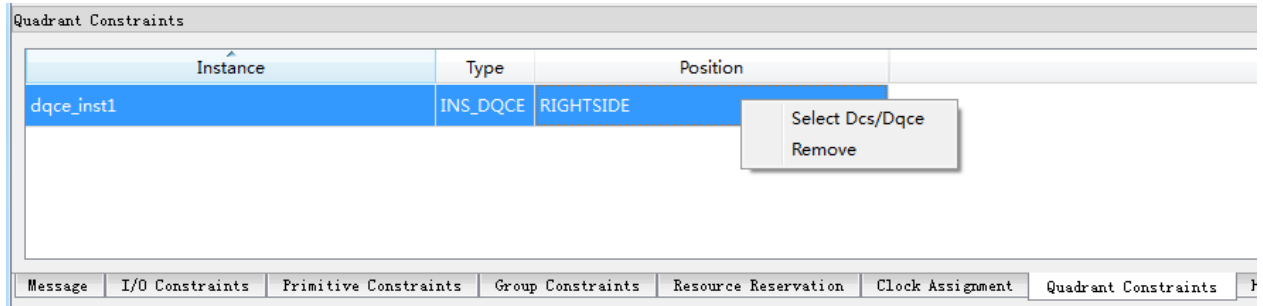 Quadrant Constraints
Instance Type Position
dqce_inst1 INS_DQCE RIGHTSIDE
Select Dcs/Dqce
Remove
Message I/O Constraints Primitive Constraints Group Constraints Resource Reservation Clock Assignment Quadrant Constraints